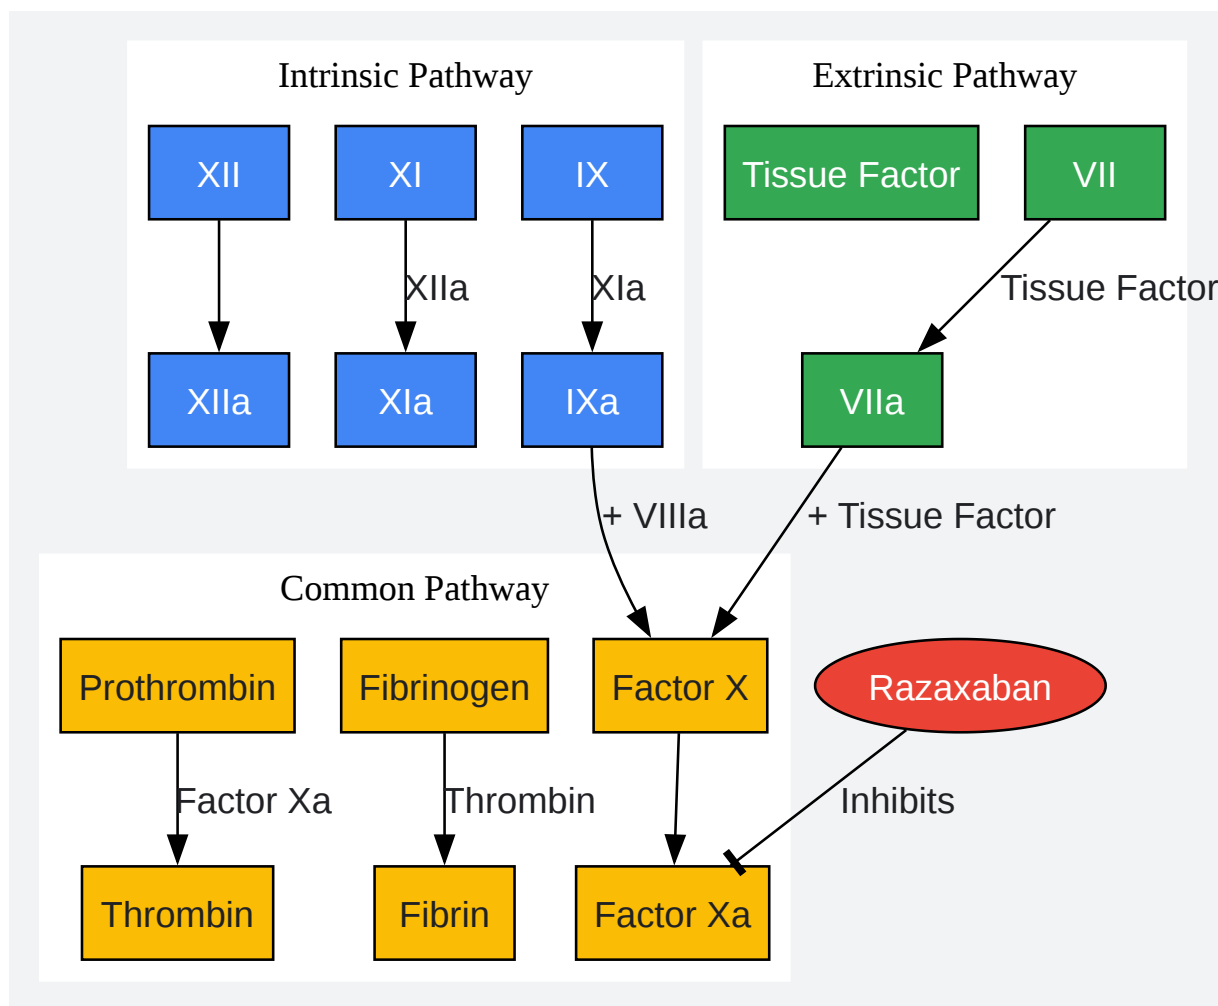 Intrinsic Pathway
Extrinsic Pathway
XII
XI
IX
Tissue Factor
VII
XIIa
XIa
Tissue Factor
XIIa
XIa
IXa
VIIa
+ VIIIa
+ Tissue Factor
Common Pathway
Prothrombin
Fibrinogen
Factor X
Razaxaban
Factor Xa
Thrombin
Inhibits
Thrombin
Fibrin
Factor Xa